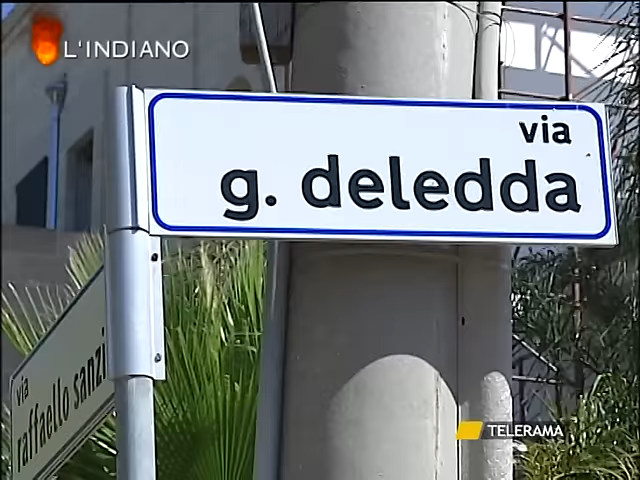 L'INDIANO
via
g. deledda
via
raffaello sanzi
TELERAMA